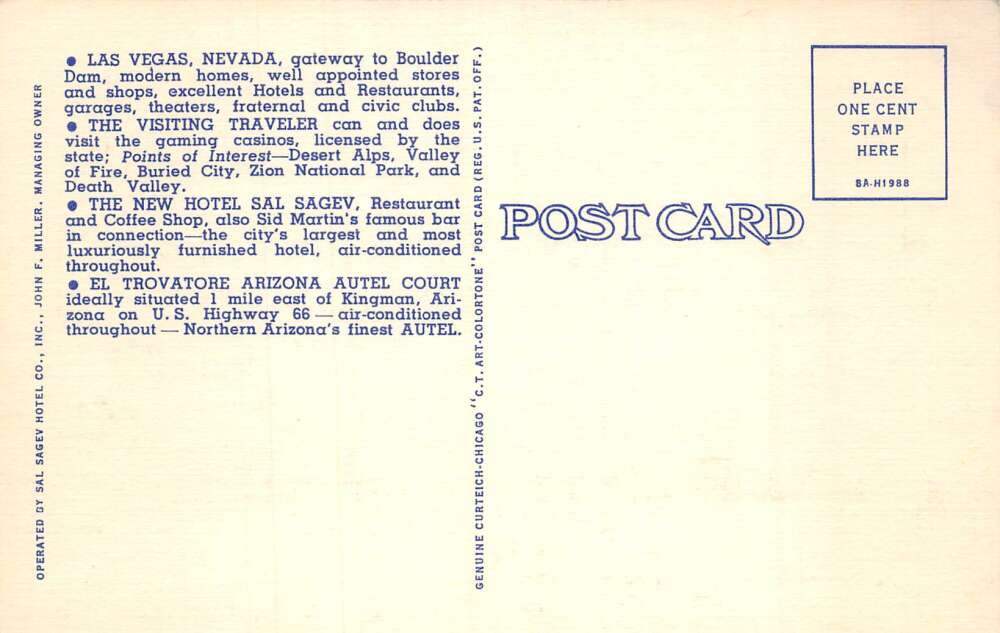 ● LAS VEGAS, NEVADA, gateway to Boulder
Dam, modern homes, well appointed stores
and shops, excellent Hotels and Restaurants,
garages, theaters, fraternal and civic clubs.
● THE VISITING TRAVELER can and does
visit the gaming casinos, licensed by the
state; Points of Interest—Desert Alps, Valley
of Fire, Buried City, Zion National Park, and
Death Valley.
● THE NEW HOTEL SAL SAGEV, Restaurant
and Coffee Shop, also Sid Martin's famous bar
in connection—the city's largest and most
luxuriously furnished hotel, air-conditioned
throughout.
● EL TROVATORE ARIZONA AUTEL COURT
ideally situated 1 mile east of Kingman, Ari-
zona on U. S. Highway 66 — air-conditioned
throughout — Northern Arizona's finest AUTEL.
OPERATED BY SAL SAGEV HOTEL CO., INC., JOHN F. MILLER. MANAGING OWNER
GENUINE CURTEICH-CHICAGO "C.T. ART-COLORTONE" POST CARD (REG. U.S. PAT. OFF.)
POST CARD
PLACE
ONE CENT
STAMP
HERE
8A-H1988